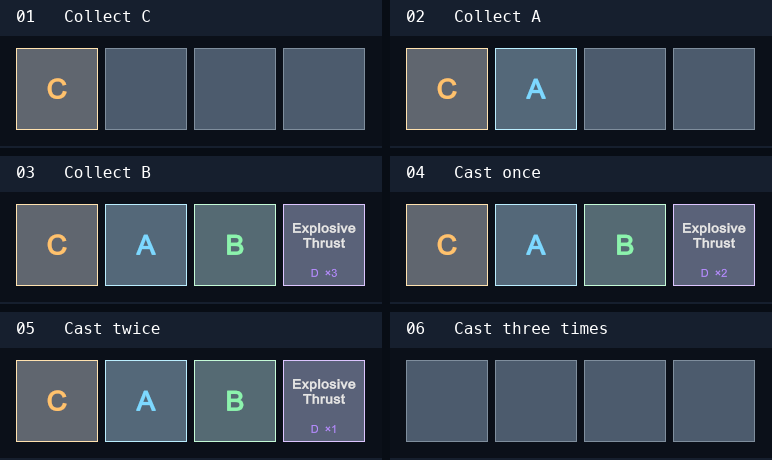 01 Collect C
C
02 Collect A
C A
03 Collect B
C A B Explosive
Thrust
D ×3
04 Cast once
C A B Explosive
Thrust
D ×2
05 Cast twice
C A B Explosive
Thrust
D ×1
06 Cast three times